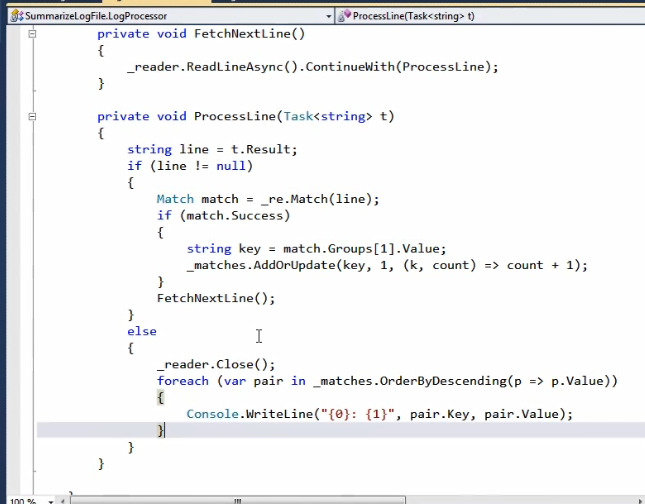 SummarizeLogFile.LogProcessor
ProcessLine(Task<string> t)
private void FetchNextLine()
{
_reader.ReadLineAsync().ContinueWith(ProcessLine);
}
private void ProcessLine(Task<string> t)
{
string line = t.Result;
if (line != null)
{
Match match = _re.Match(line);
if (match.Success)
{
string key = match.Groups[1].Value;
_matches.AddOrUpdate(key, 1, (k, count) => count + 1);
}
FetchNextLine();
}
else
{
_reader.Close();
foreach (var pair in _matches.OrderByDescending(p => p.Value))
{
Console.WriteLine("{0}: {1}", pair.Key, pair.Value);
}
}
}
100 %